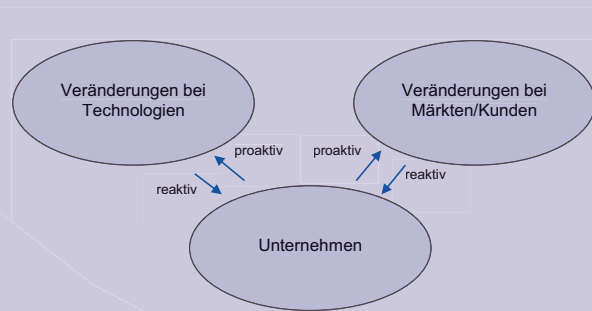 Veränderungen bei
Technologien
Veränderungen bei
Märkten/Kunden
proaktiv
proaktiv
reaktiv
reaktiv
Unternehmen